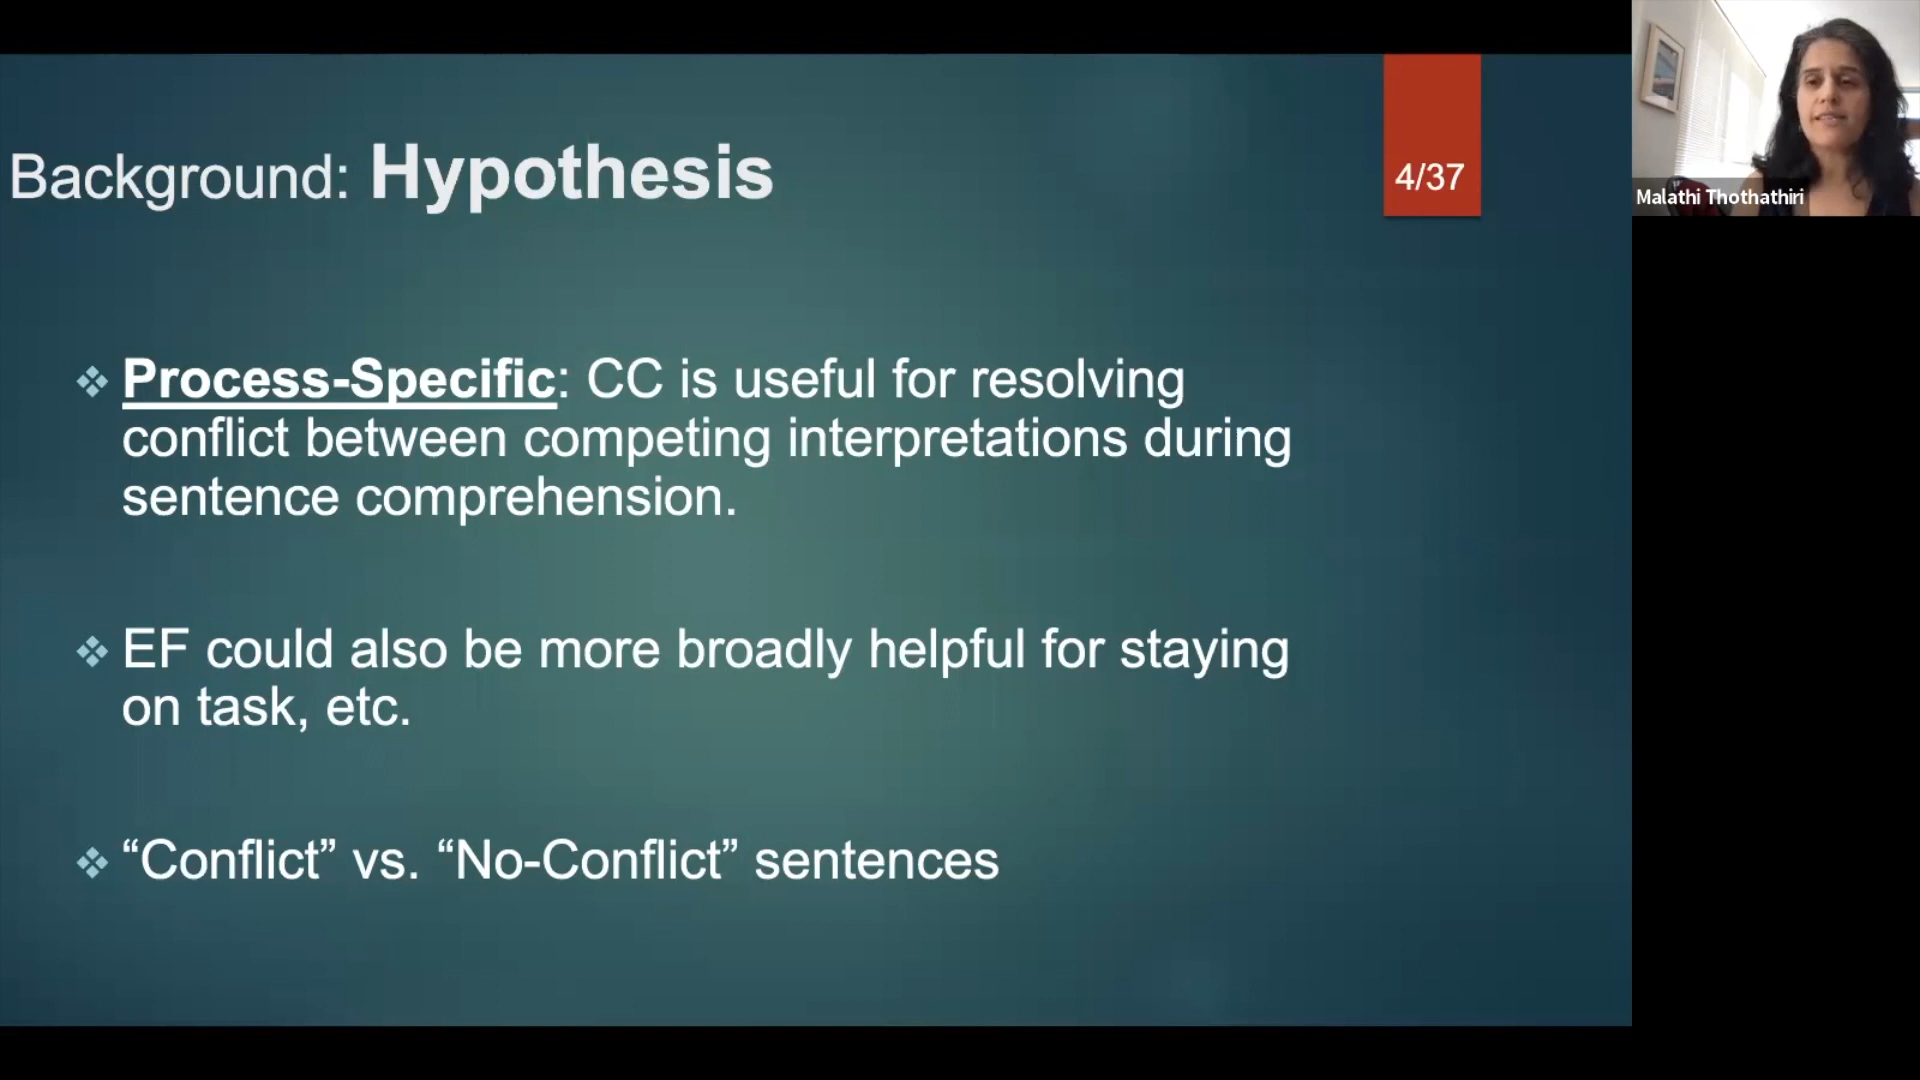 Background: Hypothesis
4/37
Malathi Thothathiri
❖ Process-Specific: CC is useful for resolving
conflict between competing interpretations during
sentence comprehension.
❖ EF could also be more broadly helpful for staying
on task, etc.
❖ “Conflict” vs. “No-Conflict” sentences